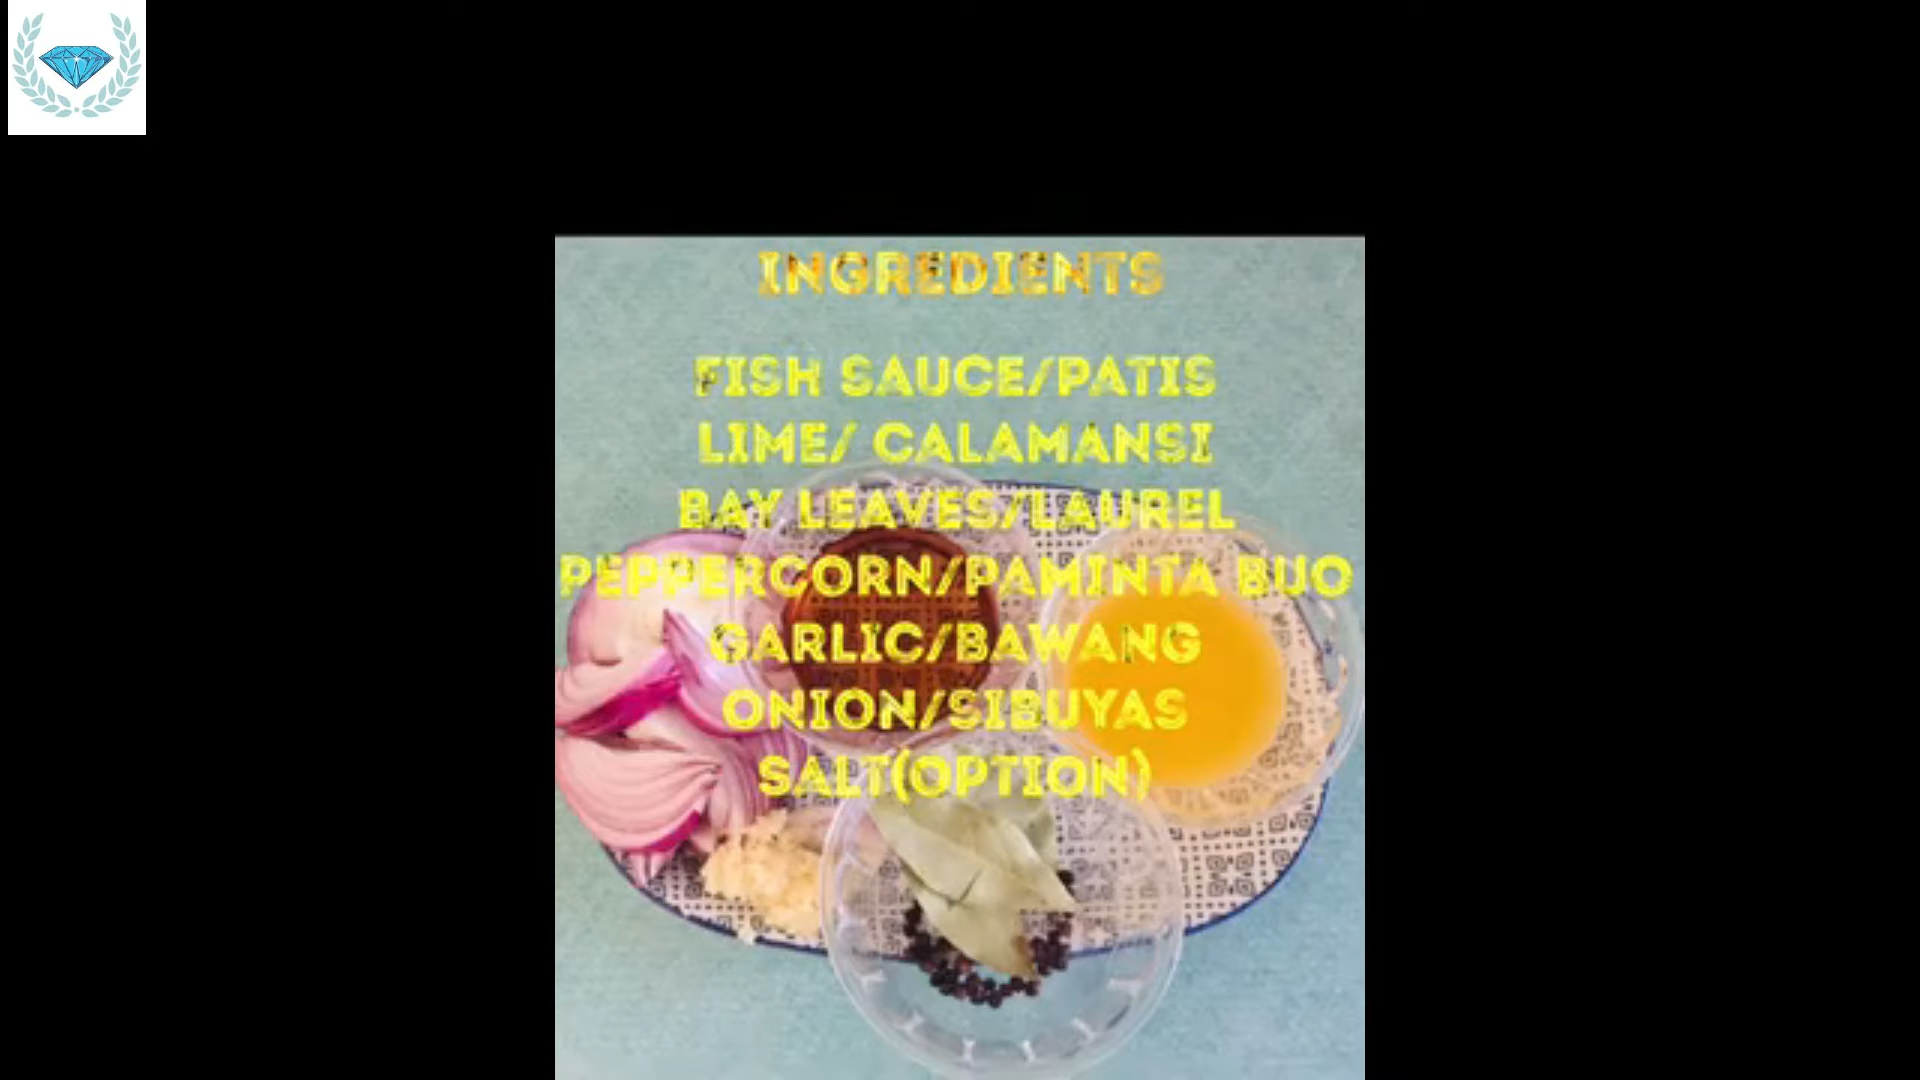 INGREDIENTS
FISH SAUCE/PATIS
LIME/ CALAMANSI
BAY LEAVES/LAUREL
PEPPERCORN/PAMINTA BUO
GARLIC/BAWANG
ONION/SIBUYAS
SALT(OPTION)